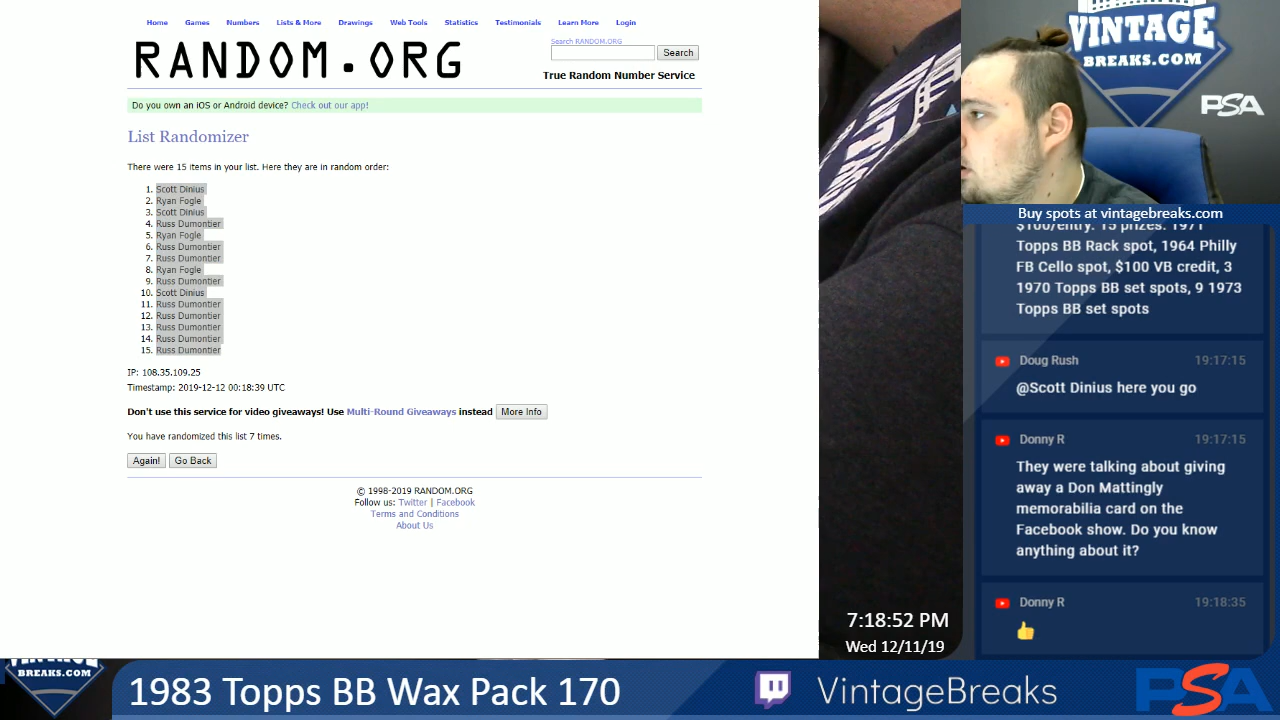 Home Games Numbers Lists & More Drawings Web Tools Statistics Testimonials Learn More Login
RANDOM.ORG
Search RANDOM.ORG
Search
True Random Number Service
Do you own an iOS or Android device? Check out our app!
List Randomizer
There were 15 items in your list. Here they are in random order:
1. Scott Dinius
2. Ryan Fogle
3. Scott Dinius
4. Russ Dumontier
5. Ryan Fogle
6. Russ Dumontier
7. Russ Dumontier
8. Ryan Fogle
9. Russ Dumontier
10. Scott Dinius
11. Russ Dumontier
12. Russ Dumontier
13. Russ Dumontier
14. Russ Dumontier
15. Russ Dumontier
IP: 108.35.109.25
Timestamp: 2019-12-12 00:18:39 UTC
Don't use this service for video giveaways! Use Multi-Round Giveaways instead More Info
You have randomized this list 7 times.
Again! Go Back
© 1998-2019 RANDOM.ORG
Follow us: Twitter | Facebook
Terms and Conditions
About Us
VINTAGE
BREAKS.COM
PSA
Buy spots at vintagebreaks.com
$100/entry. 15 prizes: 1971
Topps BB Rack spot, 1964 Philly
FB Cello spot, $100 VB credit, 3
1970 Topps BB set spots, 9 1973
Topps BB set spots
Doug Rush 19:17:15
@Scott Dinius here you go
Donny R 19:17:15
They were talking about giving
away a Don Mattingly
memorabilia card on the
Facebook show. Do you know
anything about it?
Donny R 19:18:35
👍
7:18:52 PM
Wed 12/11/19
VINTAGE
BREAKS.COM
1983 Topps BB Wax Pack 170
VintageBreaks
PSA